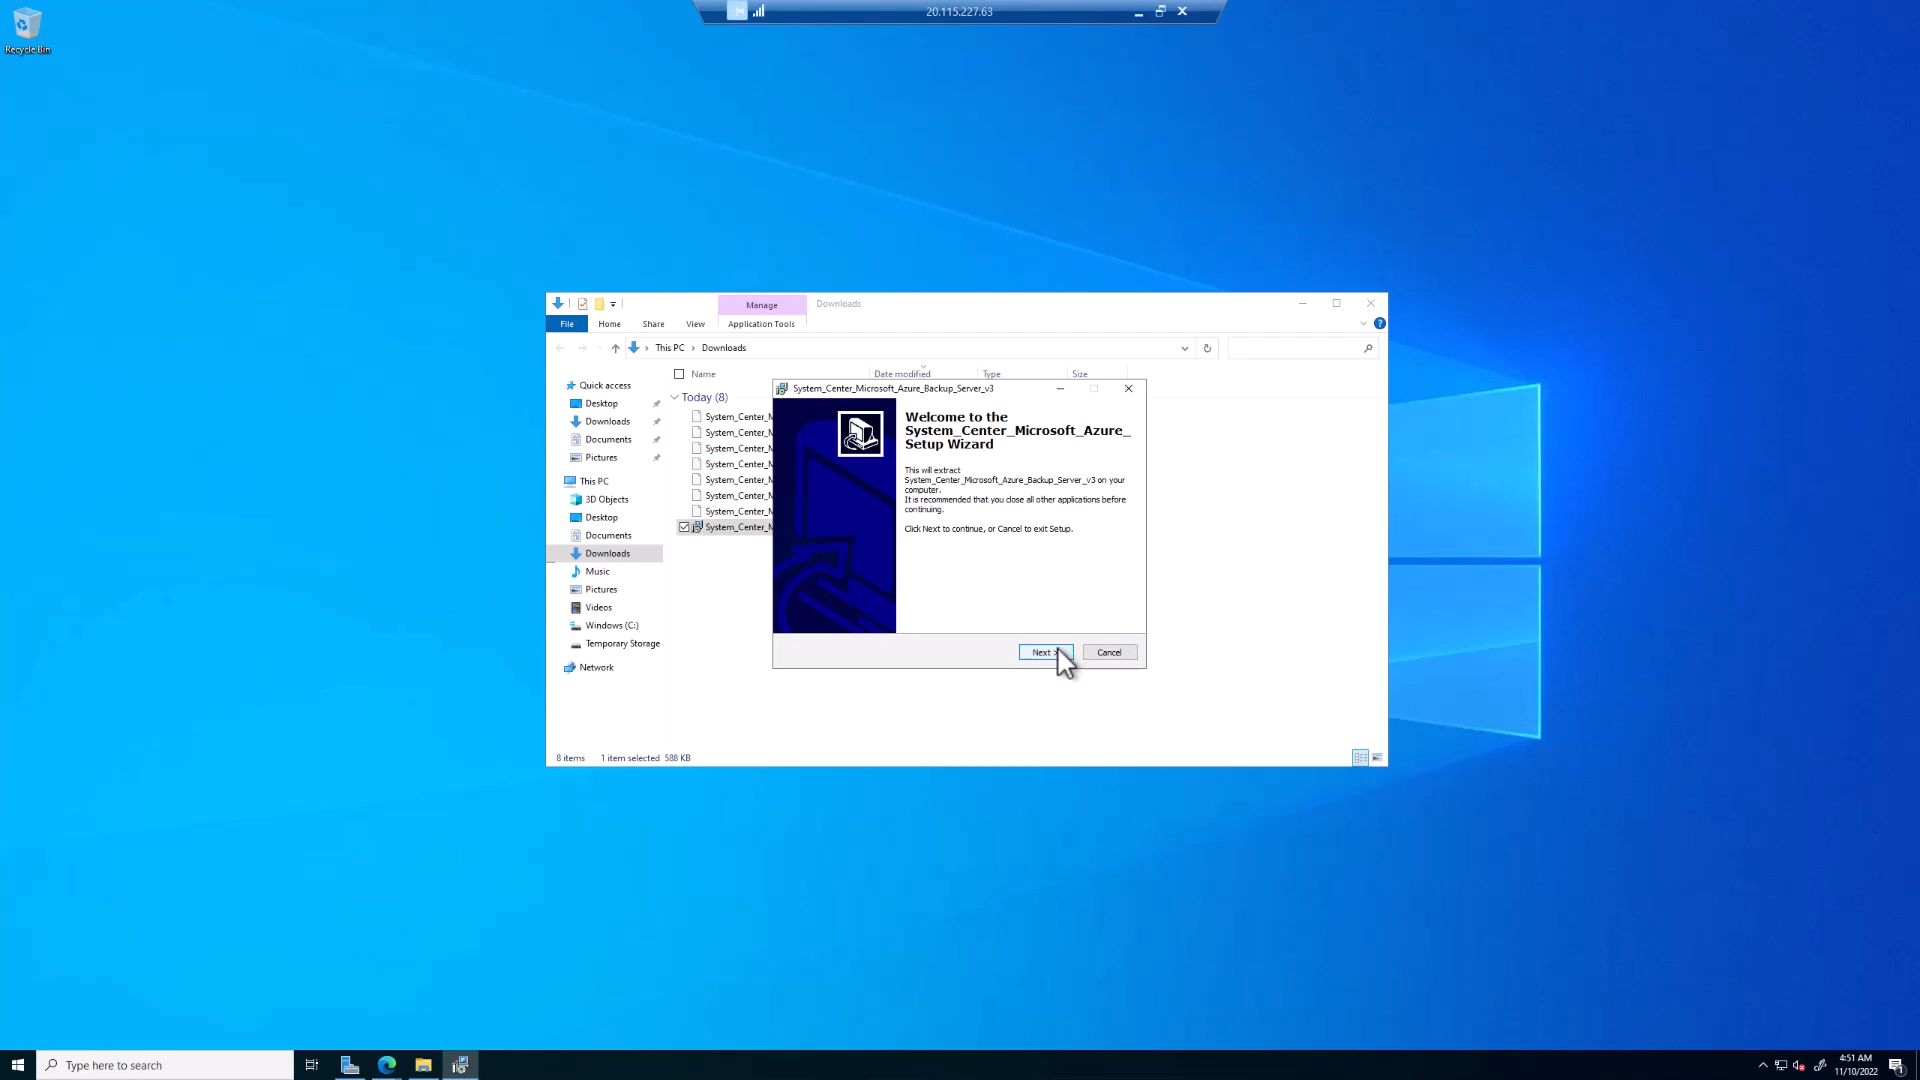 Recycle Bin
20.115.227.63
Manage
Downloads
File
Home
Share
View
Application Tools
This PC
Downloads
Name
Date modified
Type
Size
Quick access
Desktop
Downloads
Documents
Pictures
This PC
3D Objects
Desktop
Documents
Downloads
Music
Pictures
Videos
Windows (C:)
Temporary Storage
Network
Today (8)
System_Center_M
System_Center_M
System_Center_M
System_Center_M
System_Center_M
System_Center_M
System_Center_M
System_Center_M
System_Center_Microsoft_Azure_Backup_Server_v3
Welcome to the
System_Center_Microsoft_Azure_
Setup Wizard
This will extract
System_Center_Microsoft_Azure_Backup_Server_v3 on your
computer.
It is recommended that you close all other applications before
continuing.
Click Next to continue, or Cancel to exit Setup.
Next >
Cancel
8 items
1 item selected 588 KB
Type here to search
4:51 AM
11/10/2022